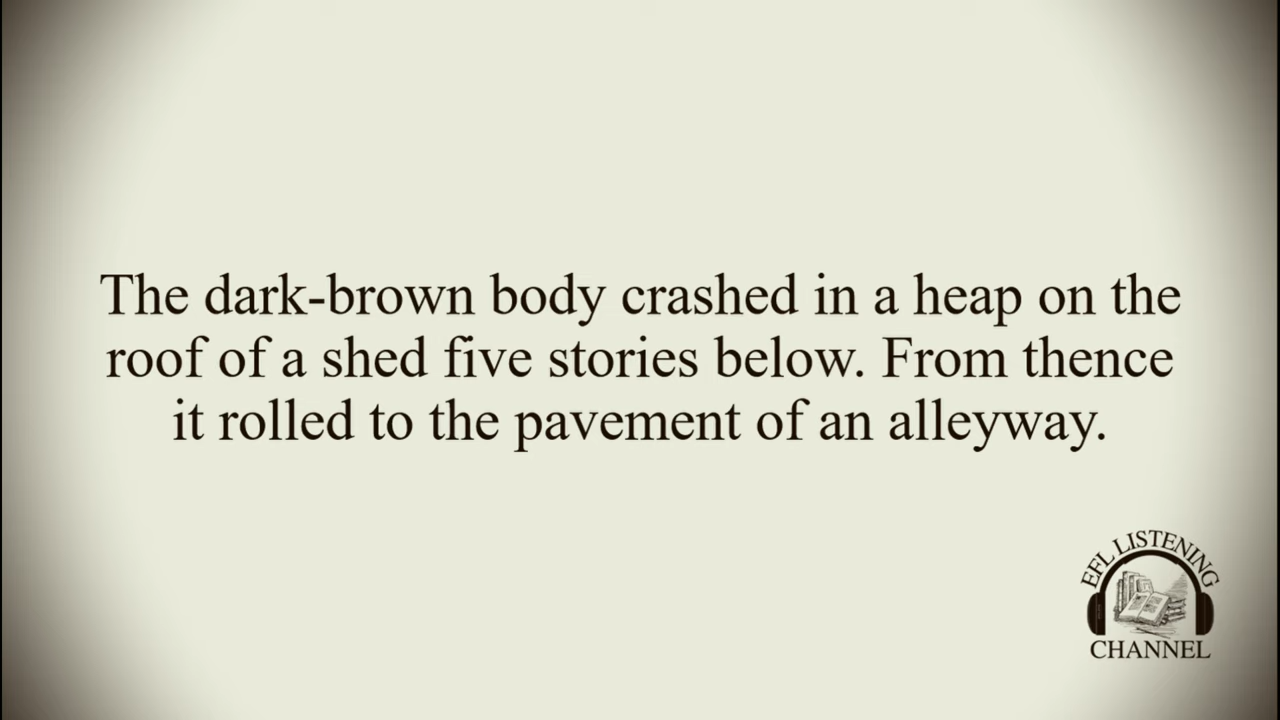 The dark-brown body crashed in a heap on the
roof of a shed five stories below. From thence
it rolled to the pavement of an alleyway.
EFL LISTENING
CHANNEL